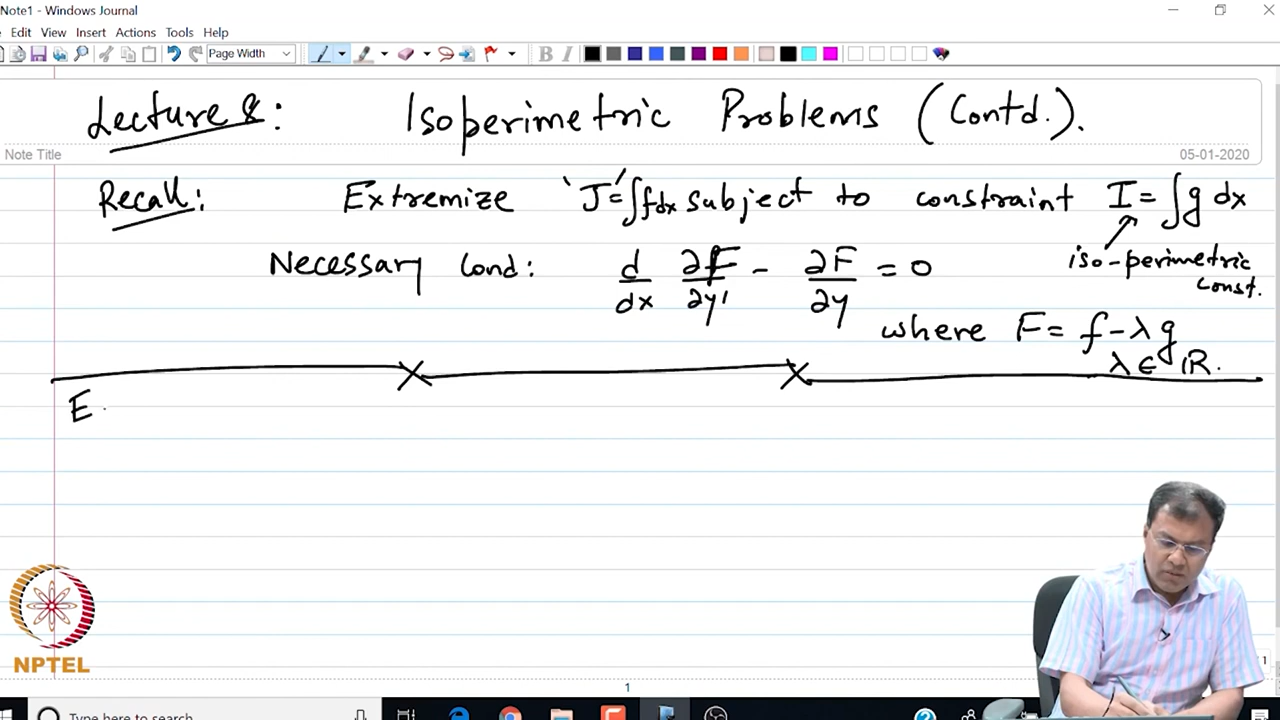 Note1 - Windows Journal
Edit View Insert Actions Tools Help
Page Width B I
Lecture 8: Isoperimetric Problems (Contd.).
Note Title
05-01-2020
Recall: Extremize 'J'=∫fdx subject to constraint I = ∫g dx
iso-perimetric const.
Necessary Cond: d/dx ∂F/∂y' - ∂F/∂y = 0
where F = f - λg
λ ∈ ℝ.
E
NPTEL
1
1
Type here to search